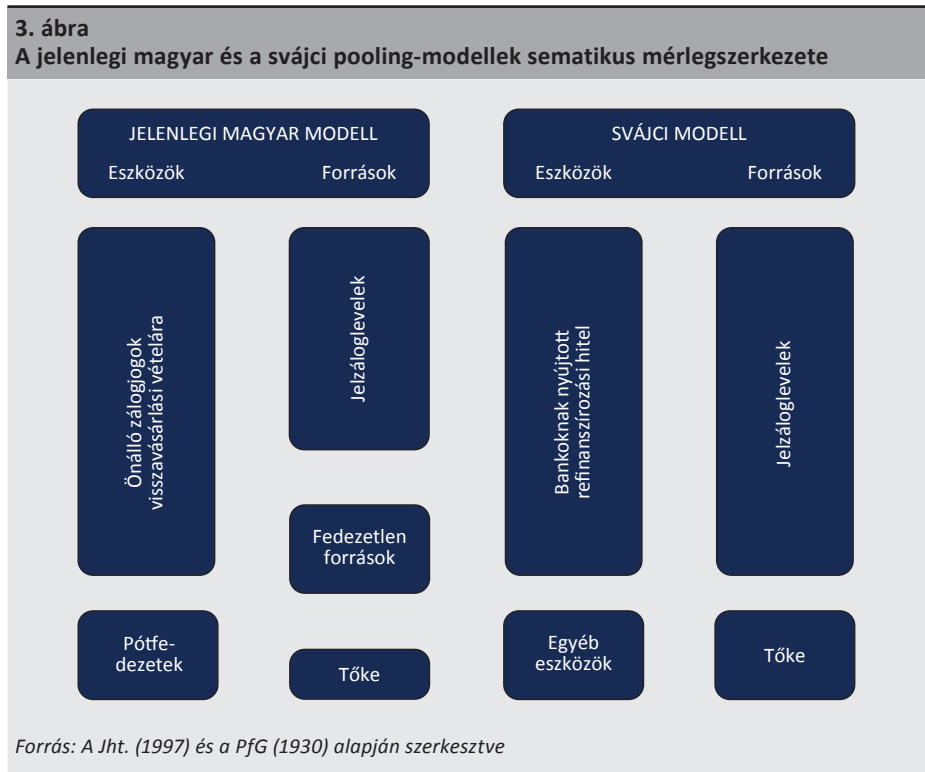 3. ábra
A jelenlegi magyar és a svájci pooling-modellek sematikus mérlegszerkezete
JELENLEGI MAGYAR MODELL
Eszközök
Források
Önálló zálogjogok
visszavásárlási vételára
Jelzáloglevelek
Fedezetlen
források
Pótfe-
dezetek
Tőke
SVÁJCI MODELL
Eszközök
Források
Bankoknak nyújtott
refinanszírozási hitel
Jelzáloglevelek
Egyéb
eszközök
Tőke
Forrás: A Jht. (1997) és a PfG (1930) alapján szerkesztve